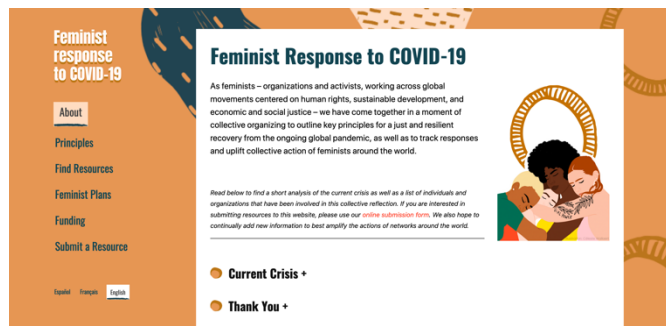 Feminist
response
to COVID-19
About
Principles
Find Resources
Feminist Plans
Funding
Submit a Resource
Español Français English
Feminist Response to COVID-19
As feminists – organizations and activists, working across global
movements centered on human rights, sustainable development, and
economic and social justice – we have come together in a moment of
collective organizing to outline key principles for a just and resilient
recovery from the ongoing global pandemic, as well as to track responses
and uplift collective action of feminists around the world.
Read below to find a short analysis of the current crisis as well as a list of individuals and
organizations that have been involved in this collective reflection. If you are interested in
submitting resources to this website, please use our online submission form. We also hope to
continually add new information to best amplify the actions of networks around the world.
Current Crisis +
Thank You +